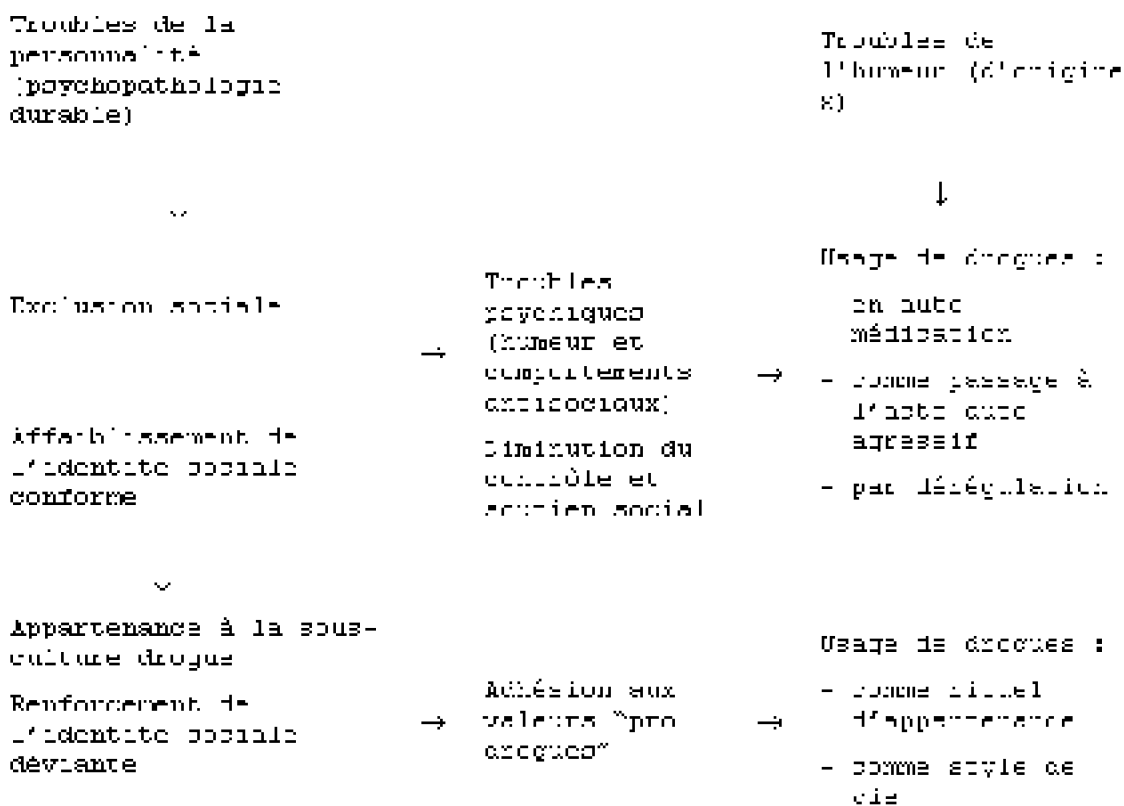 Troubles de la
personnalité
(psychopathologie
durable)
Troubles de
l'humeur (d'origine
x)
↓
Exclusion sociale
Affaiblissement de
l'identité sociale
conforme
→
Troubles
psychiques
(humeur et
comportements
antisociaux)
Diminution du
contrôle et
soutien social
→
Usage de drogues :
en auto
médication
- comme passage à
l'acte auto
agressif
- par dérégulation
Appartenance à la sous-
culture drogue
Renforcement de
l'identité sociale
déviante
→
Adhésion aux
valeurs "pro
drogues"
→
Usage de drogues :
- comme rituel
d'appartenance
- comme style de
vie